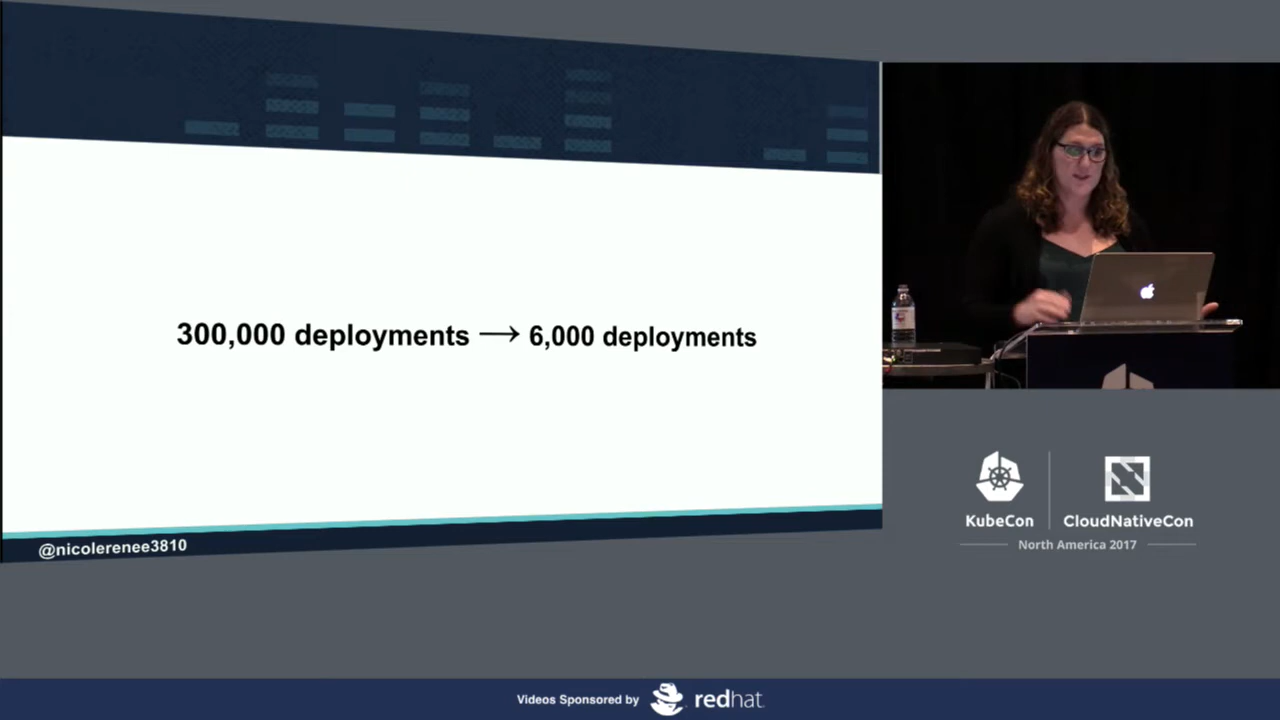 300,000 deployments → 6,000 deployments
@nicolerenee3810
KubeCon
CloudNativeCon
North America 2017
Videos Sponsored by
redhat.